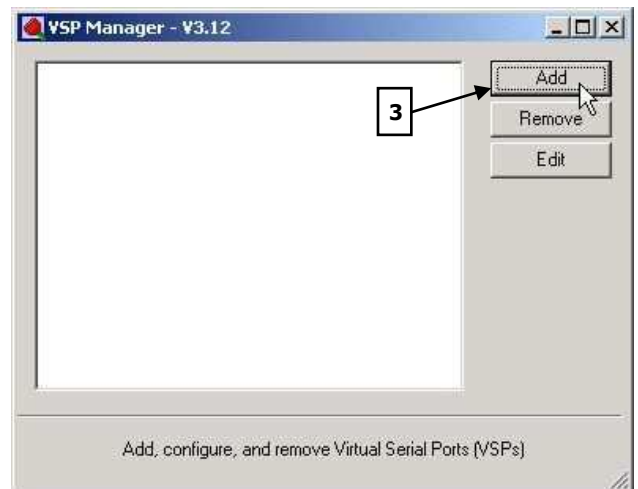 VSP Manager - V3.12
Add
3
Remove
Edit
Add, configure, and remove Virtual Serial Ports (VSPs)